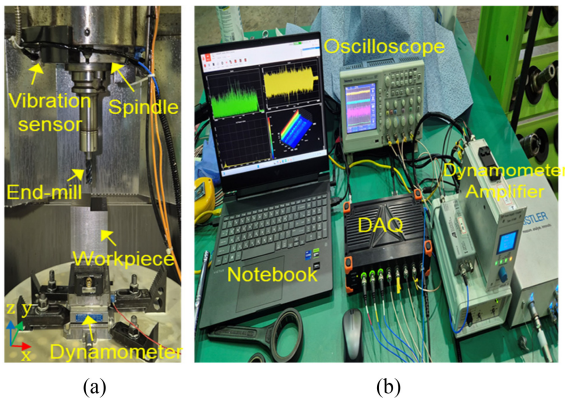 Vibration
sensor
Spindle
End-mill
Workpiece
z
y
x
Dynamometer
(a)
Oscilloscope
Dynamometer
Amplifier
DAQ
Notebook
(b)